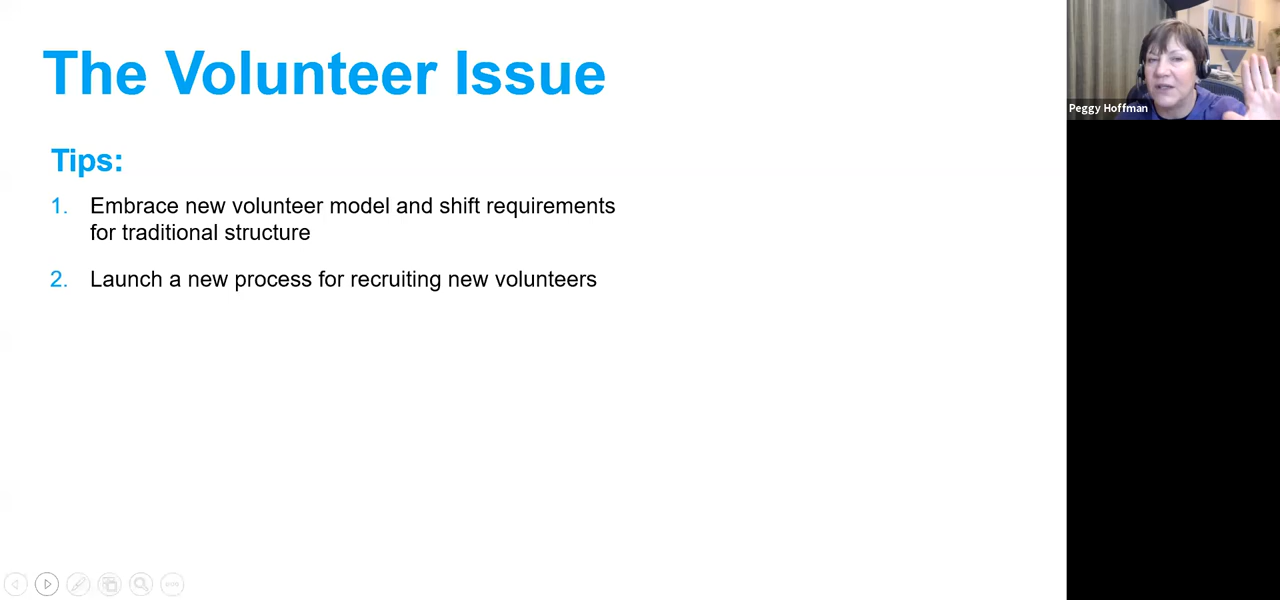 The Volunteer Issue
Tips:
1. Embrace new volunteer model and shift requirements
for traditional structure
2. Launch a new process for recruiting new volunteers
Peggy Hoffman